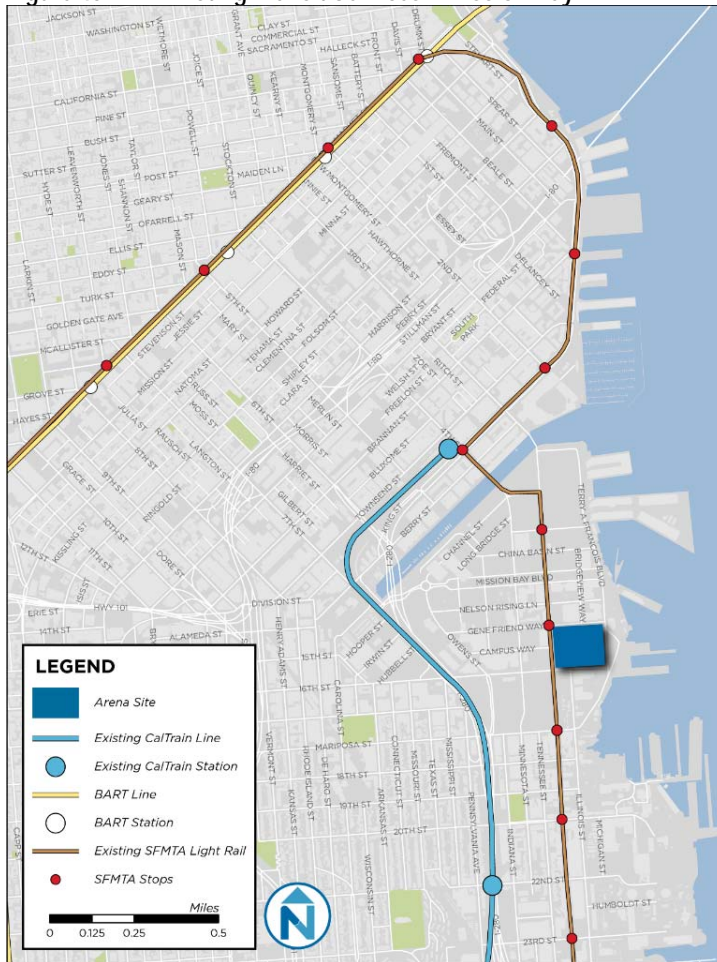 JACKSON ST
WASHINGTON ST
WETMORE ST
GRANT AVE
CLAY ST
COMMERCIAL ST
SACRAMENTO ST
HALLECK ST
JOICE ST
QUINCY ST
KEARNY ST
MONTGOMERY ST
SANSOME ST
BATTERY ST
FRONT ST
DAVIS ST
DRUMM ST
CALIFORNIA ST
PINE ST
BUSH ST
SUTTER ST
POST ST
MAIDEN LN
GEARY ST
OFARRELL ST
ELLIS ST
EDDY ST
TURK ST
GOLDEN GATE AVE
MCALLISTER ST
GROVE ST
HAYES ST
LARKIN ST
HYDE ST
LEAVENWORTH ST
JONES ST
SHANNON ST
TAYLOR ST
MASON ST
POWELL ST
STOCKTON ST
SPEAR ST
MAIN ST
BEALE ST
FREMONT ST
1ST ST
I-80
ESSEX ST
MINNA ST
3RD ST
HAWTHORNE ST
2ND ST
DELANCEY ST
FEDERAL ST
SOUTH PARK
HARRISON ST
PERRY ST
STILLMAN ST
BRYANT ST
RITCH ST
ZOE ST
WELSH ST
FREELON ST
BRANNAN ST
BLUXOME ST
TOWNSEND ST
KING ST
BERRY ST
5TH ST
HOWARD ST
TEHAMA ST
CLEMENTINA ST
FOLSOM ST
SHIPLEY ST
CLARA ST
I-80
MERLIN ST
MORRIS ST
HARRIET ST
6TH ST
GILBERT ST
7TH ST
STEVENSON ST
JESSIE ST
MARY ST
MISSION ST
NATOMA ST
RUSS ST
MOSS ST
LANGTON ST
I-80
JULIA ST
RAUSCH ST
8TH ST
RINGOLD ST
GRACE ST
9TH ST
10TH ST
11TH ST
KISSLING ST
12TH ST
DORE ST
ERIE ST
14TH ST
HWY 101
DIVISION ST
ALAMEDA ST
I-280
CHANNEL ST
LONG BRIDGE ST
CHINA BASIN ST
TERRY A FRANCOIS BLVD
MISSION BAY BLVD
BRIDGEVIEW WAY
NELSON RISING LN
GENE FRIEND WAY
CAMPUS WAY
OWENS ST
HOOPER ST
IRWIN ST
HUBBELL ST
HENRY ADAMS ST
15TH ST
16TH ST
CAROLINA ST
MARIPOSA ST
18TH ST
19TH ST
20TH ST
VERMONT ST
KANSAS ST
RHODE ISLAND ST
DE HARO ST
ARKANSAS ST
WISCONSIN ST
CONNECTICUT ST
MISSOURI ST
TEXAS ST
MISSISSIPPI ST
PENNSYLVANIA AVE
INDIANA ST
MINNESOTA ST
TENNESSEE ST
ILLINOIS ST
MICHIGAN ST
22ND ST
HUMBOLDT ST
23RD ST
I-280
CAPP ST
LEGEND
Arena Site
Existing CalTrain Line
Existing CalTrain Station
BART Line
BART Station
Existing SFMTA Light Rail
SFMTA Stops
Miles
0 0.125 0.25 0.5
N